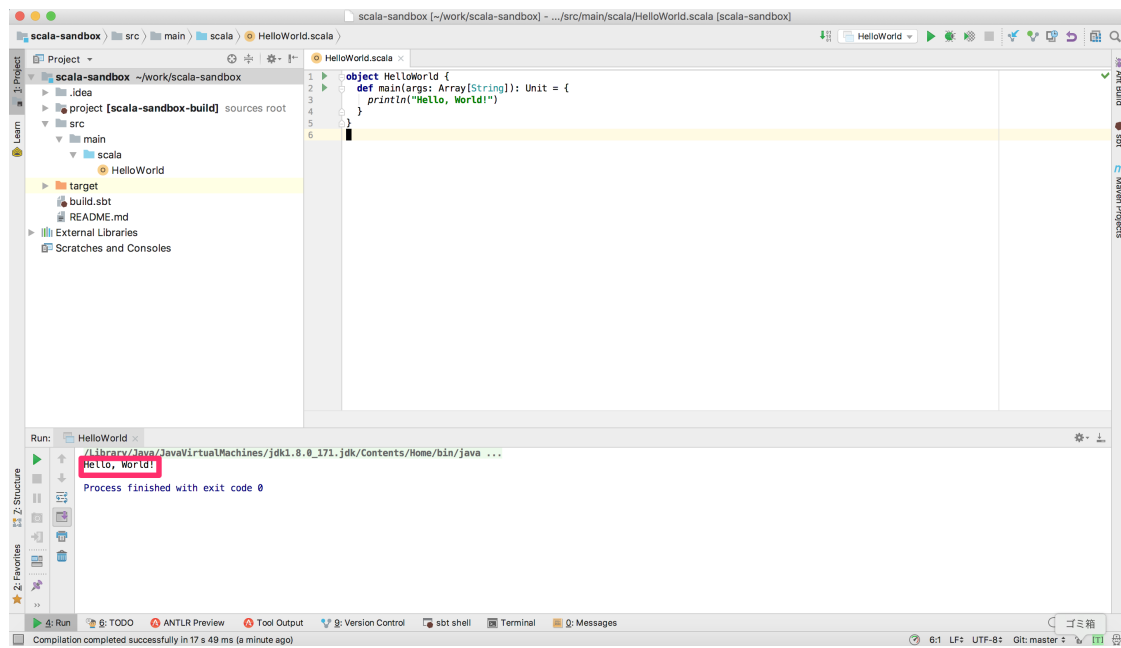 scala-sandbox [~/work/scala-sandbox] - .../src/main/scala/HelloWorld.scala [scala-sandbox]
scala-sandbox src main scala HelloWorld.scala
HelloWorld
1: Project
Learn
Project
scala-sandbox ~/work/scala-sandbox
.idea
project [scala-sandbox-build] sources root
src
main
scala
HelloWorld
target
build.sbt
README.md
External Libraries
Scratches and Consoles
HelloWorld.scala
1 object HelloWorld {
2 def main(args: Array[String]): Unit = {
3 println("Hello, World!")
4 }
5 }
6
Ant Build
sbt
Maven Projects
Run: HelloWorld
/Library/Java/JavaVirtualMachines/jdk1.8.0_171.jdk/Contents/Home/bin/java ...
Hello, World!
Process finished with exit code 0
Z: Structure
2: Favorites
4: Run 6: TODO ANTLR Preview Tool Output 9: Version Control sbt shell Terminal 0: Messages
ゴミ箱
Compilation completed successfully in 17 s 49 ms (a minute ago) 6:1 LF UTF-8 Git: master [T]